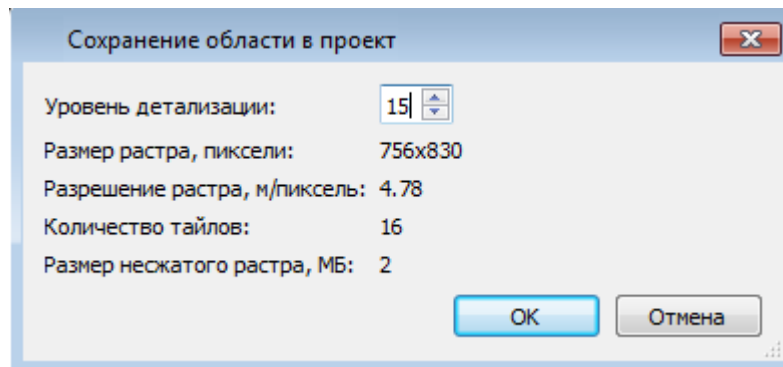 Сохранение области в проект
Уровень детализации: 15
Размер растра, пиксели: 756x830
Разрешение растра, м/пиксель: 4.78
Количество тайлов: 16
Размер несжатого растра, МБ: 2
OK Отмена